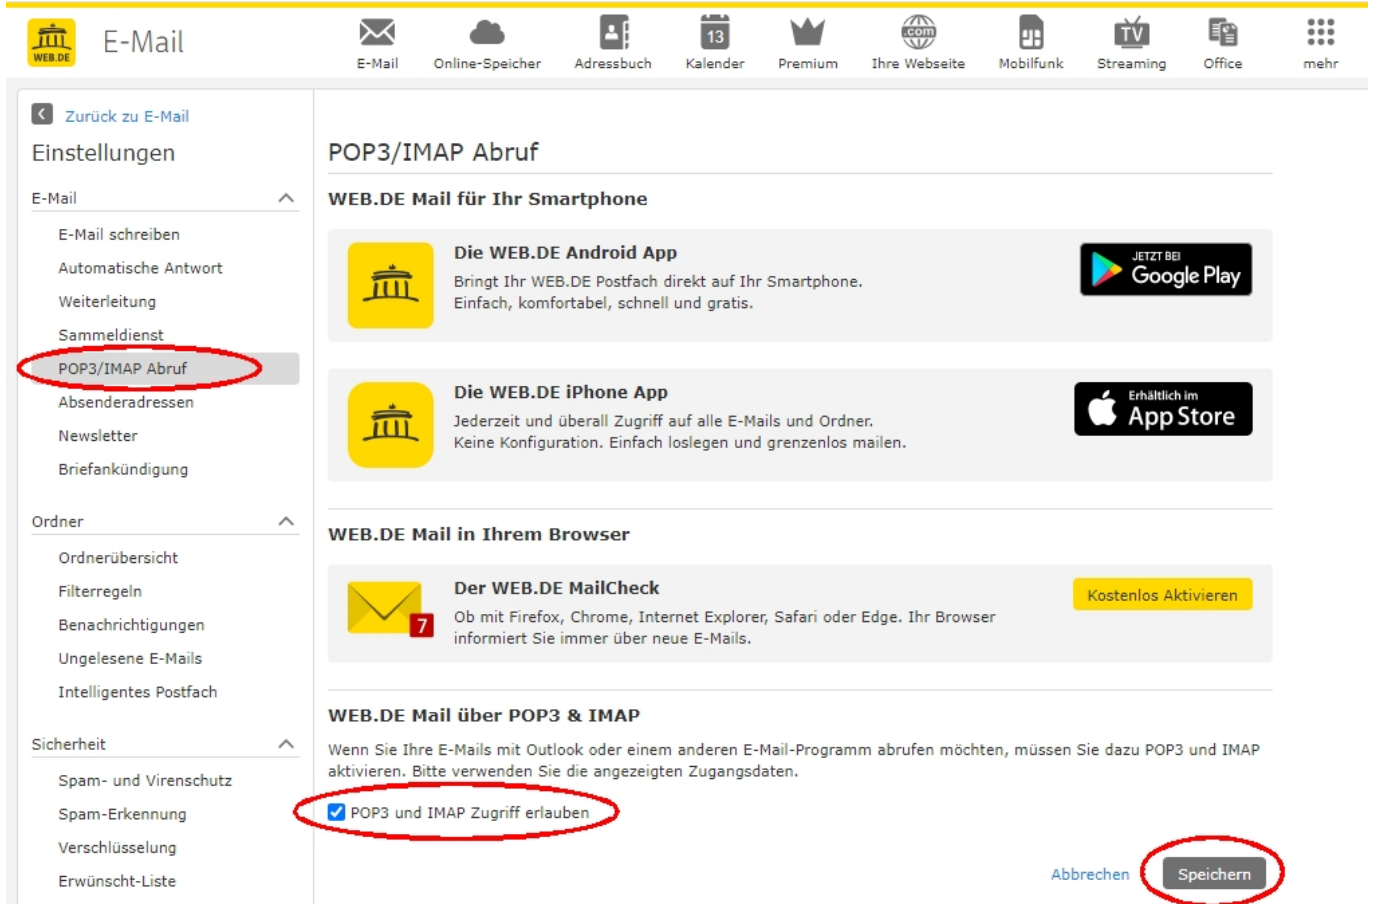 WEB.DE
E-Mail
E-Mail
Online-Speicher
Adressbuch
13
Kalender
Premium
.com
Ihre Webseite
Mobilfunk
TV
Streaming
Office
mehr
Zurück zu E-Mail
Einstellungen
E-Mail
E-Mail schreiben
Automatische Antwort
Weiterleitung
Sammeldienst
POP3/IMAP Abruf
Absenderadressen
Newsletter
Briefankündigung
Ordner
Ordnerübersicht
Filterregeln
Benachrichtigungen
Ungelesene E-Mails
Intelligentes Postfach
Sicherheit
Spam- und Virenschutz
Spam-Erkennung
Verschlüsselung
Erwünscht-Liste
POP3/IMAP Abruf
WEB.DE Mail für Ihr Smartphone
Die WEB.DE Android App
Bringt Ihr WEB.DE Postfach direkt auf Ihr Smartphone.
Einfach, komfortabel, schnell und gratis.
JETZT BEI
Google Play
Die WEB.DE iPhone App
Jederzeit und überall Zugriff auf alle E-Mails und Ordner.
Keine Konfiguration. Einfach loslegen und grenzenlos mailen.
Erhältlich im
App Store
WEB.DE Mail in Ihrem Browser
7
Der WEB.DE MailCheck
Ob mit Firefox, Chrome, Internet Explorer, Safari oder Edge. Ihr Browser
informiert Sie immer über neue E-Mails.
Kostenlos Aktivieren
WEB.DE Mail über POP3 & IMAP
Wenn Sie Ihre E-Mails mit Outlook oder einem anderen E-Mail-Programm abrufen möchten, müssen Sie dazu POP3 und IMAP
aktivieren. Bitte verwenden Sie die angezeigten Zugangsdaten.
POP3 und IMAP Zugriff erlauben
Abbrechen
Speichern